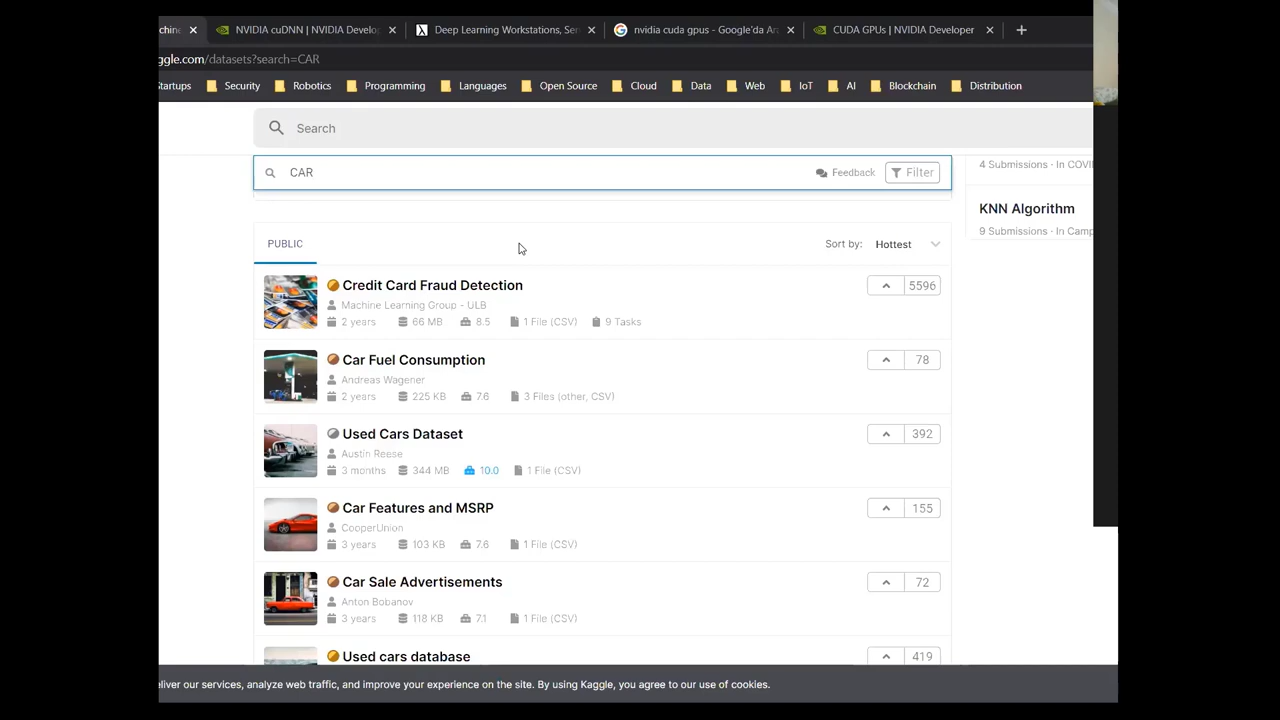 NVIDIA cuDNN | NVIDIA Develo
Deep Learning Workstations, Ser
nvidia cuda gpus - Google'da Ar
CUDA GPUs | NVIDIA Developer
ggle.com/datasets?search=CAR
Startups Security Robotics Programming Languages Open Source Cloud Data Web IoT AI Blockchain Distribution
Search
CAR Feedback Filter
4 Submissions · In COVI
KNN Algorithm
9 Submissions · In Camp
PUBLIC Sort by: Hottest
Credit Card Fraud Detection 5596
Machine Learning Group - ULB
2 years 66 MB 8.5 1 File (CSV) 9 Tasks
Car Fuel Consumption 78
Andreas Wagener
2 years 225 KB 7.6 3 Files (other, CSV)
Used Cars Dataset 392
Austin Reese
3 months 344 MB 10.0 1 File (CSV)
Car Features and MSRP 155
CooperUnion
3 years 103 KB 7.6 1 File (CSV)
Car Sale Advertisements 72
Anton Bobanov
3 years 118 KB 7.1 1 File (CSV)
Used cars database 419
eliver our services, analyze web traffic, and improve your experience on the site. By using Kaggle, you agree to our use of cookies.